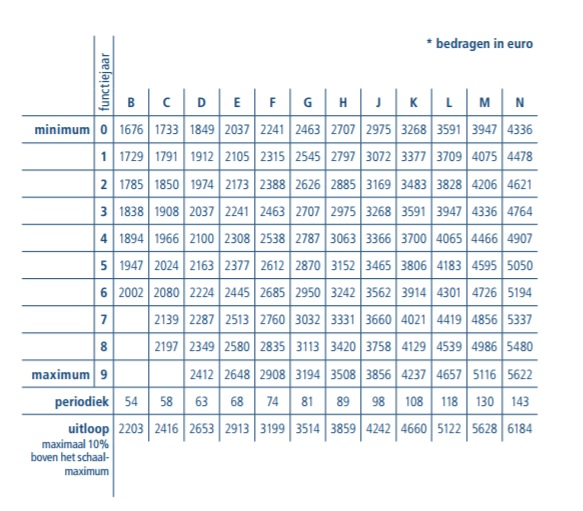 * bedragen in euro
functiejaar B C D E F G H J K L M N
minimum 0 1676 1733 1849 2037 2241 2463 2707 2975 3268 3591 3947 4336
1 1729 1791 1912 2105 2315 2545 2797 3072 3377 3709 4075 4478
2 1785 1850 1974 2173 2388 2626 2885 3169 3483 3828 4206 4621
3 1838 1908 2037 2241 2463 2707 2975 3268 3591 3947 4336 4764
4 1894 1966 2100 2308 2538 2787 3063 3366 3700 4065 4466 4907
5 1947 2024 2163 2377 2612 2870 3152 3465 3806 4183 4595 5050
6 2002 2080 2224 2445 2685 2950 3242 3562 3914 4301 4726 5194
7 2139 2287 2513 2760 3032 3331 3660 4021 4419 4856 5337
8 2197 2349 2580 2835 3113 3420 3758 4129 4539 4986 5480
maximum 9 2412 2648 2908 3194 3508 3856 4237 4657 5116 5622
periodiek 54 58 63 68 74 81 89 98 108 118 130 143
uitloop 2203 2416 2653 2913 3199 3514 3859 4242 4660 5122 5628 6184
maximaal 10%
boven het schaal-
maximum